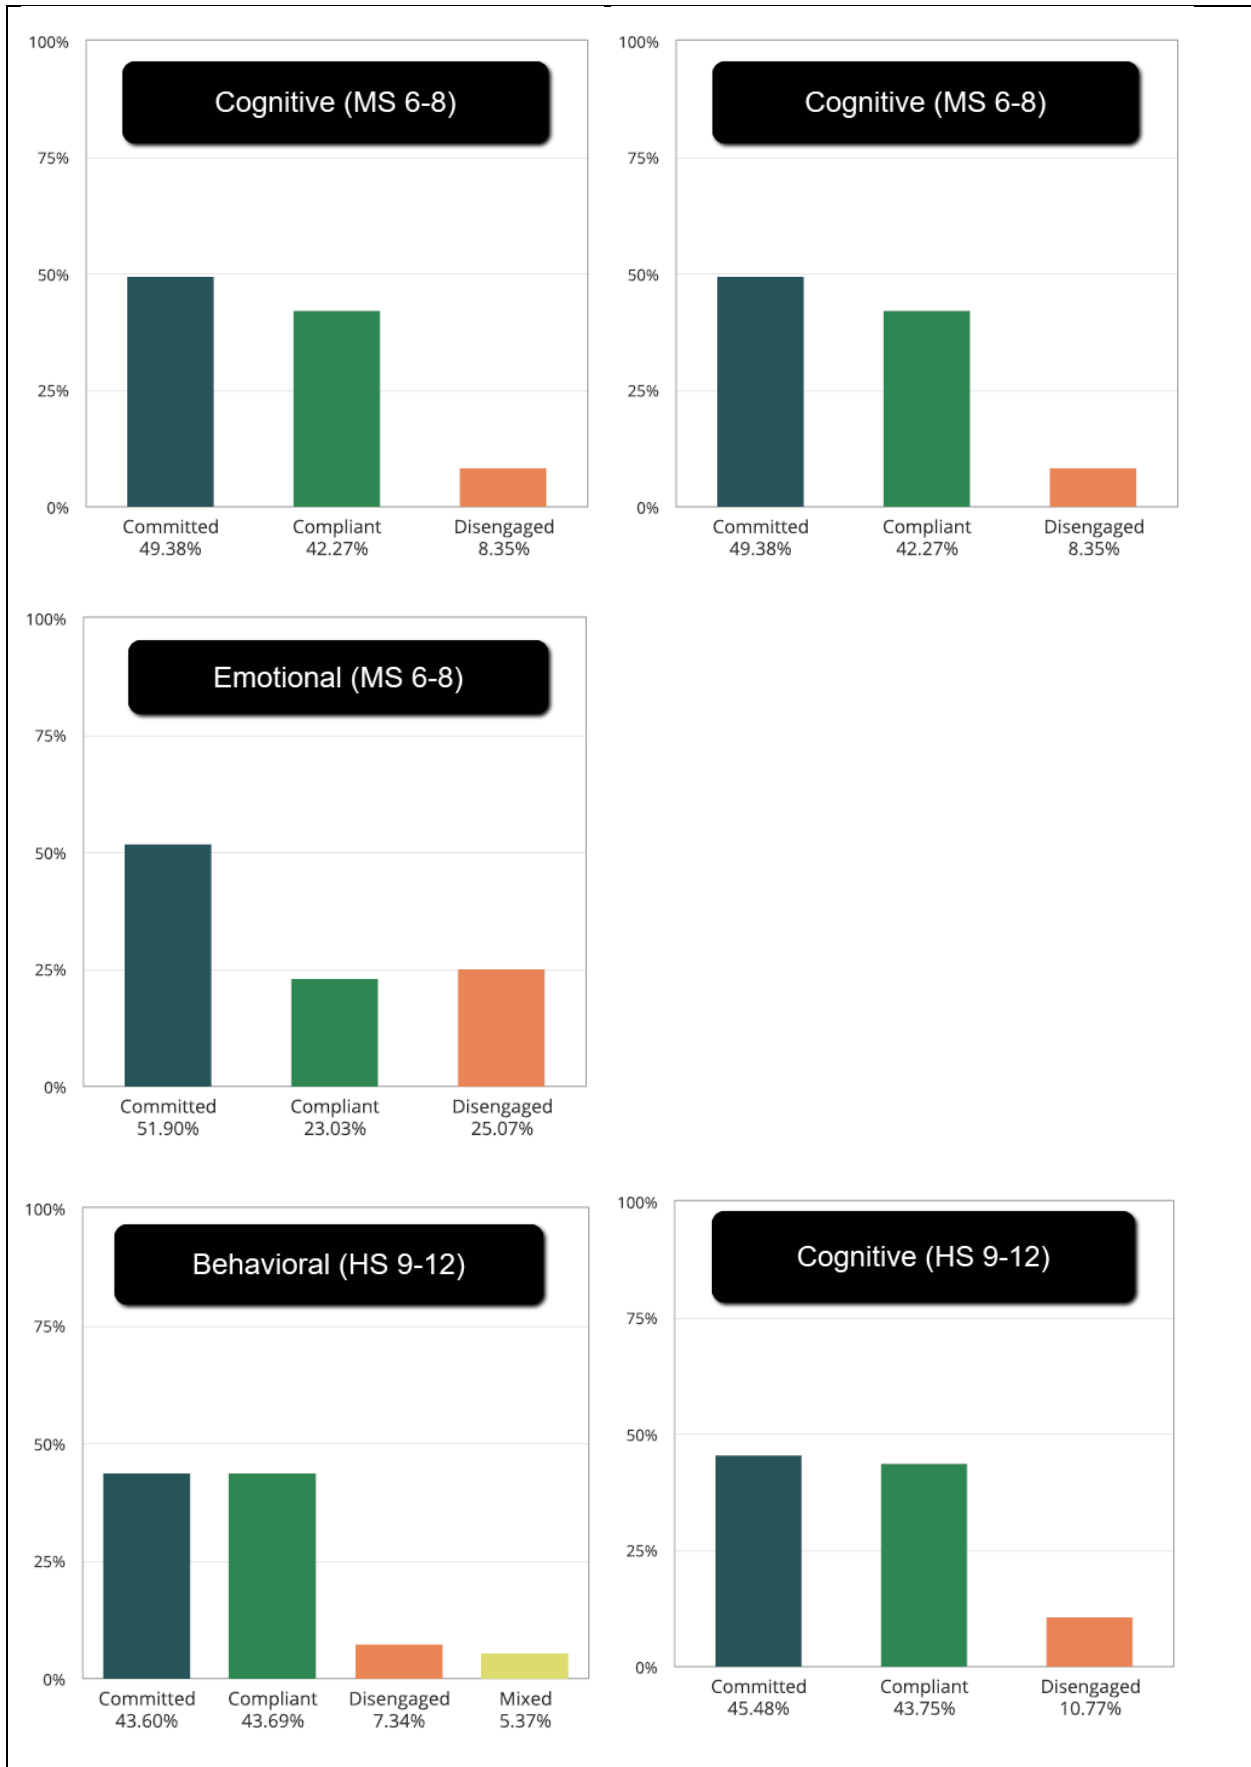 100%
Cognitive (MS 6-8)
75%
50%
25%
0%
Committed Compliant Disengaged
49.38% 42.27% 8.35%
100%
Cognitive (MS 6-8)
75%
50%
25%
0%
Committed Compliant Disengaged
49.38% 42.27% 8.35%
100%
Emotional (MS 6-8)
75%
50%
25%
0%
Committed Compliant Disengaged
51.90% 23.03% 25.07%
100%
Behavioral (HS 9-12)
75%
50%
25%
0%
Committed Compliant Disengaged Mixed
43.60% 43.69% 7.34% 5.37%
100%
Cognitive (HS 9-12)
75%
50%
25%
0%
Committed Compliant Disengaged
45.48% 43.75% 10.77%